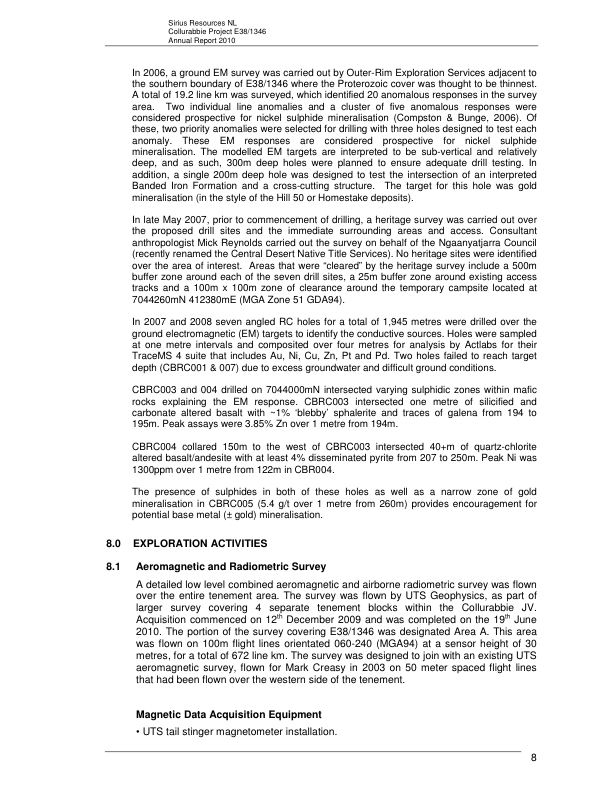 Sirius Resources NL
Collurabbie Project E38/1346
Annual Report 2010
In 2006, a ground EM survey was carried out by Outer-Rim Exploration Services adjacent to
the southern boundary of E38/1346 where the Proterozoic cover was thought to be thinnest.
A total of 19.2 line km was surveyed, which identified 20 anomalous responses in the survey
area.  Two individual line anomalies and a cluster of five anomalous responses were
considered prospective for nickel sulphide mineralisation (Compston & Bunge, 2006). Of
these, two priority anomalies were selected for drilling with three holes designed to test each
anomaly. These EM responses are considered prospective for nickel sulphide
mineralisation. The modelled EM targets are interpreted to be sub-vertical and relatively
deep, and as such, 300m deep holes were planned to ensure adequate drill testing. In
addition, a single 200m deep hole was designed to test the intersection of an interpreted
Banded Iron Formation and a cross-cutting structure.  The target for this hole was gold
mineralisation (in the style of the Hill 50 or Homestake deposits).
In late May 2007, prior to commencement of drilling, a heritage survey was carried out over
the proposed drill sites and the immediate surrounding areas and access. Consultant
anthropologist Mick Reynolds carried out the survey on behalf of the Ngaanyatjarra Council
(recently renamed the Central Desert Native Title Services). No heritage sites were identified
over the area of interest.  Areas that were “cleared” by the heritage survey include a 500m
buffer zone around each of the seven drill sites, a 25m buffer zone around existing access
tracks and a 100m x 100m zone of clearance around the temporary campsite located at
7044260mN 412380mE (MGA Zone 51 GDA94).
In 2007 and 2008 seven angled RC holes for a total of 1,945 metres were drilled over the
ground electromagnetic (EM) targets to identify the conductive sources. Holes were sampled
at one metre intervals and composited over four metres for analysis by Actlabs for their
TraceMS 4 suite that includes Au, Ni, Cu, Zn, Pt and Pd. Two holes failed to reach target
depth (CBRC001 & 007) due to excess groundwater and difficult ground conditions.
CBRC003 and 004 drilled on 7044000mN intersected varying sulphidic zones within mafic
rocks explaining the EM response. CBRC003 intersected one metre of silicified and
carbonate altered basalt with ~1% ‘blebby’ sphalerite and traces of galena from 194 to
195m. Peak assays were 3.85% Zn over 1 metre from 194m.
CBRC004 collared 150m to the west of CBRC003 intersected 40+m of quartz-chlorite
altered basalt/andesite with at least 4% disseminated pyrite from 207 to 250m. Peak Ni was
1300ppm over 1 metre from 122m in CBR004.
The presence of sulphides in both of these holes as well as a narrow zone of gold
mineralisation in CBRC005 (5.4 g/t over 1 metre from 260m) provides encouragement for
potential base metal (± gold) mineralisation.
8.0 EXPLORATION ACTIVITIES
8.1 Aeromagnetic and Radiometric Survey
A detailed low level combined aeromagnetic and airborne radiometric survey was flown
over the entire tenement area. The survey was flown by UTS Geophysics, as part of
larger survey covering 4 separate tenement blocks within the Collurabbie JV.
Acquisition commenced on 12th December 2009 and was completed on the 19th June
2010. The portion of the survey covering E38/1346 was designated Area A. This area
was flown on 100m flight lines orientated 060-240 (MGA94) at a sensor height of 30
metres, for a total of 672 line km. The survey was designed to join with an existing UTS
aeromagnetic survey, flown for Mark Creasy in 2003 on 50 meter spaced flight lines
that had been flown over the western side of the tenement.
Magnetic Data Acquisition Equipment
• UTS tail stinger magnetometer installation.
8